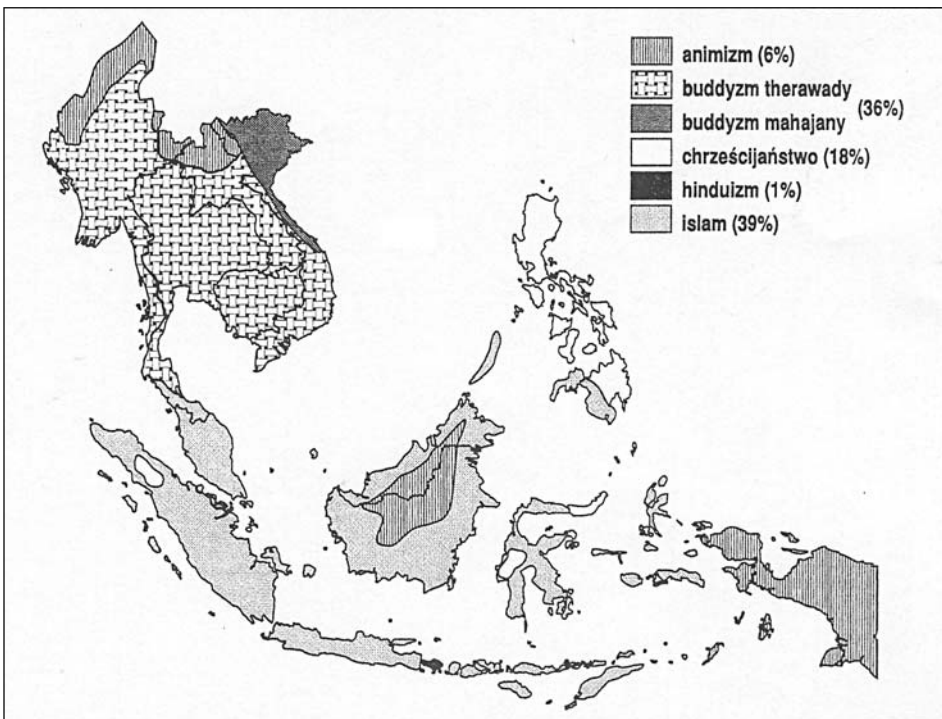 animizm (6%)
buddyzm therawady
(36%)
buddyzm mahajany
chrześcijaństwo (18%)
hinduizm (1%)
islam (39%)